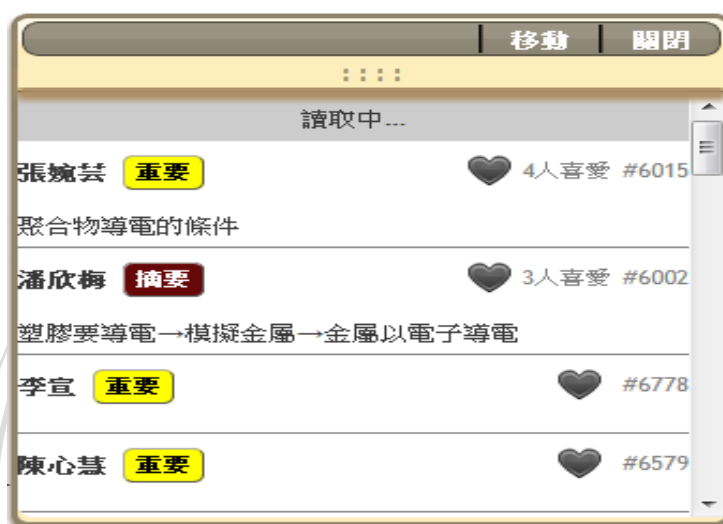 移動 關閉
讀取中...
張婉芸 重要 4人喜愛 #6015
聚合物導電的條件
潘欣梅 摘要 3人喜愛 #6002
塑膠要導電→模擬金屬→金屬以電子導電
李宣 重要 #6778
陳心慧 重要 #6579